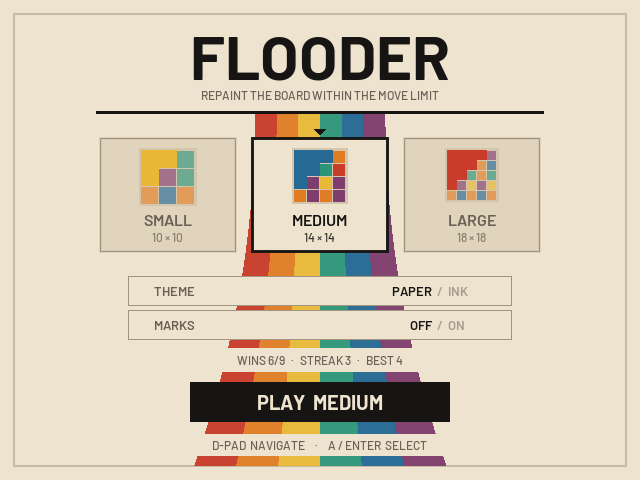 FLOODER
REPAINT THE BOARD WITHIN THE MOVE LIMIT
SMALL
10 × 10
MEDIUM
14 × 14
LARGE
18 × 18
THEME PAPER / INK
MARKS OFF / ON
WINS 6/9 · STREAK 3 · BEST 4
PLAY MEDIUM
D-PAD NAVIGATE · A / ENTER SELECT